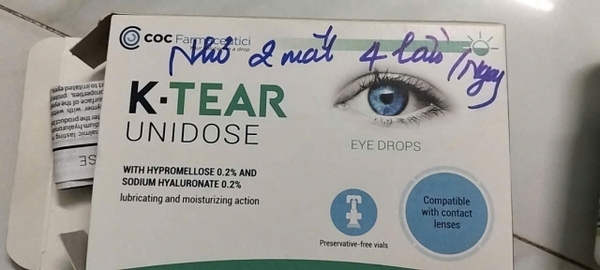 COC Farmaceutici
Nhỏ 2 mắt 4 lần/ngày
K-TEAR
UNIDOSE
EYE DROPS
WITH HYPROMELLOSE 0.2% AND
SODIUM HYALURONATE 0.2%
lubricating and moisturizing action
Preservative-free vials
Compatible
with contact
lenses